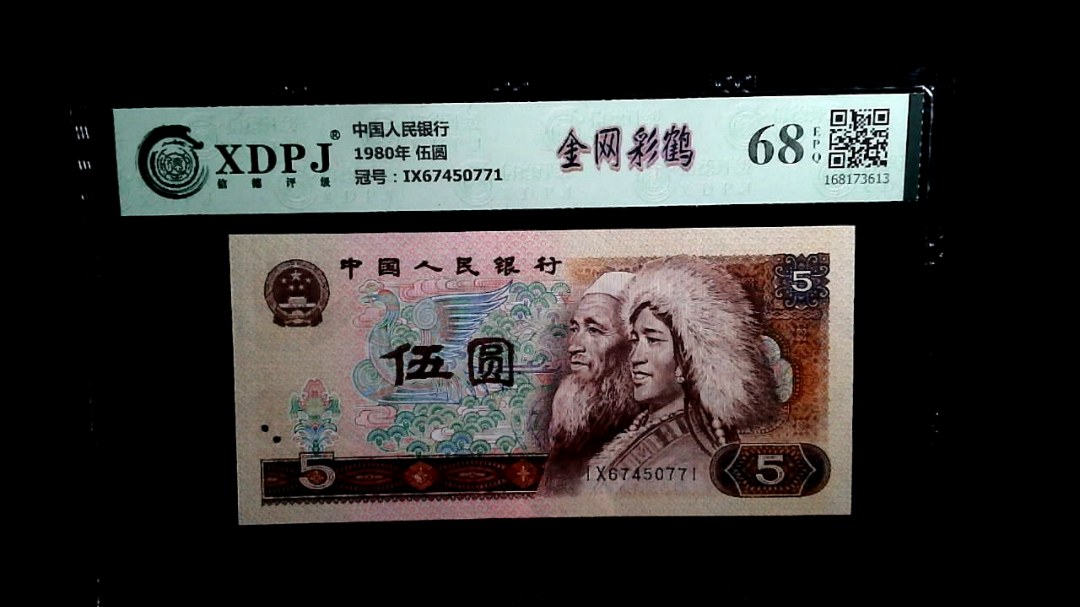 XDPJ®
信德评级
中国人民银行
1980年 伍圆
冠号：IX67450771
金网彩鹤
68
EPQ
168173613
中国人民银行
5
伍圆
5
IX67450771
5